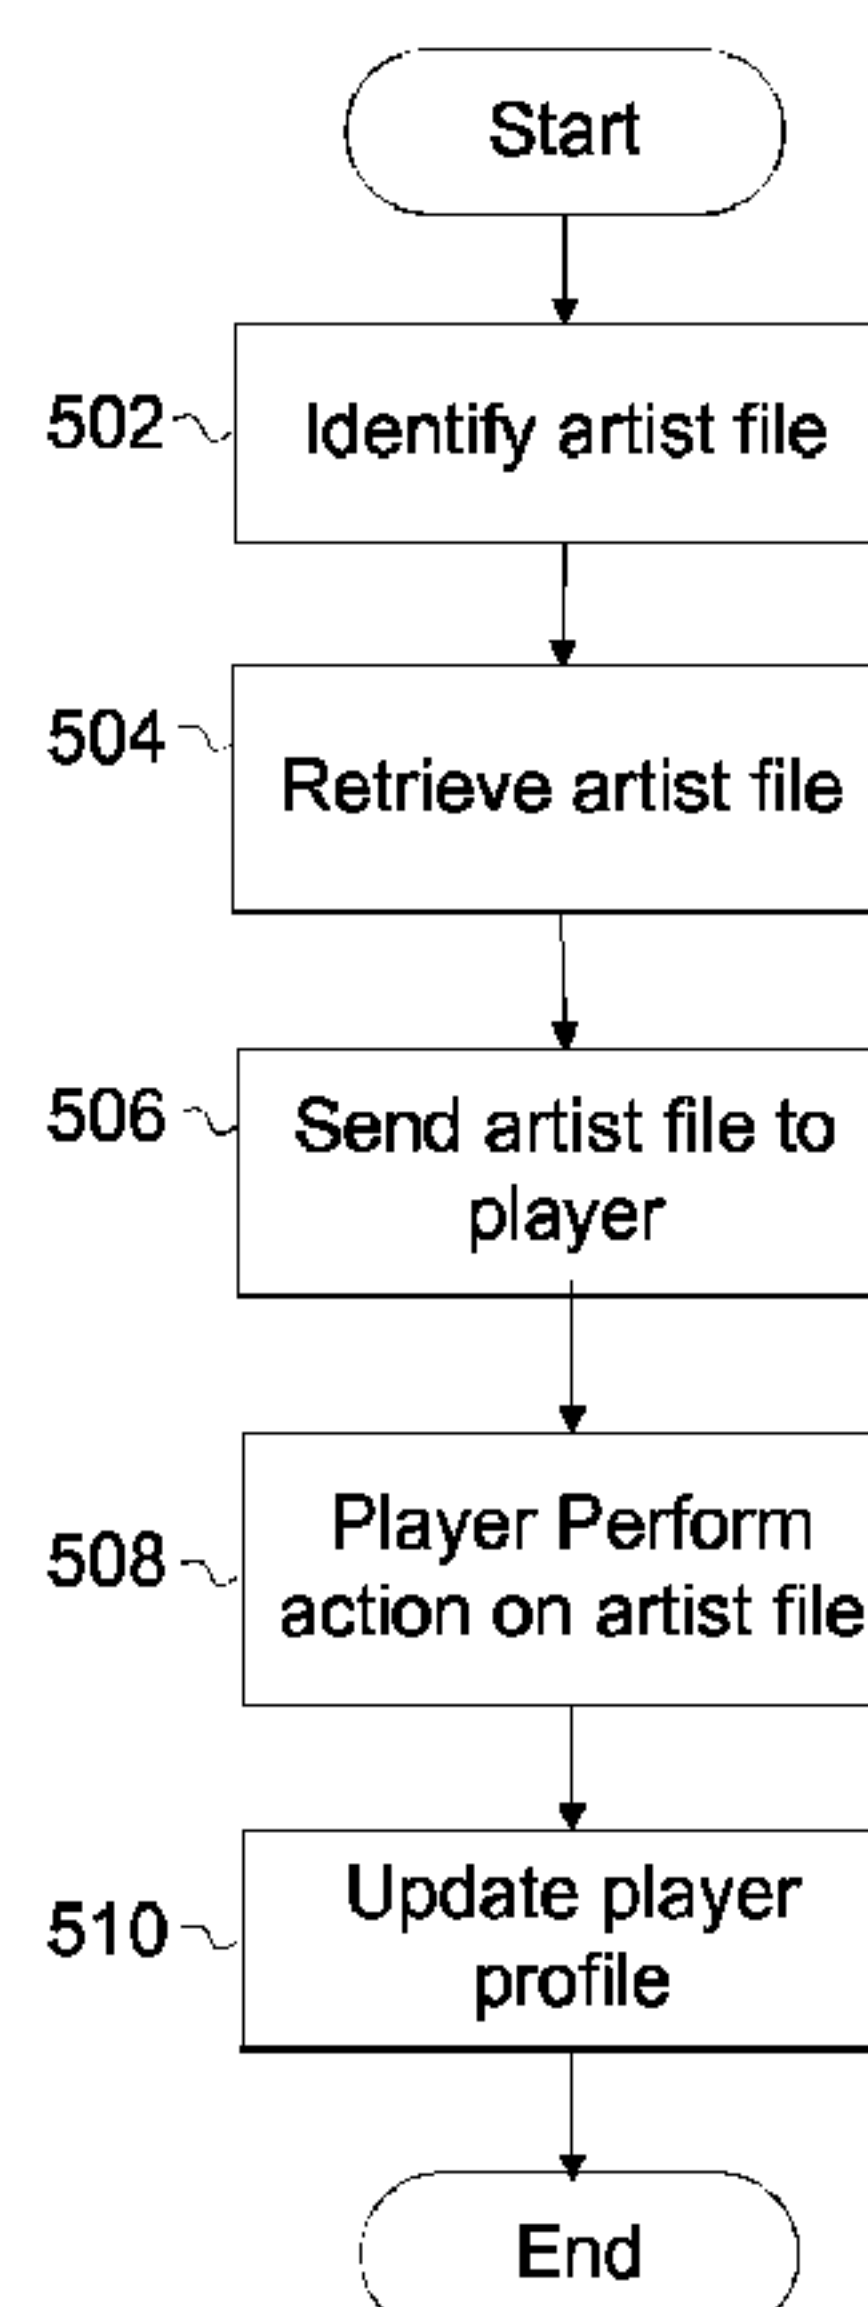 Start
502
Identify artist file
504
Retrieve artist file
506
Send artist file to
player
508
Player Perform
action on artist file
510
Update player
profile
End